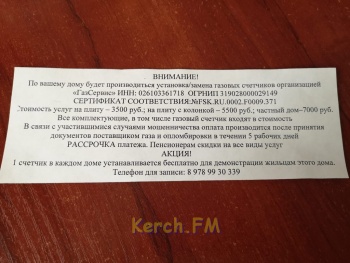 ВНИМАНИЕ!
По вашему дому будет производиться установка/замена газовых счетчиков организацией
«ГазСервис» ИНН: 026103361718 ОГРНИП 319028000029149
СЕРТИФИКАТ СООТВЕТСТВИЯ:№FSK.RU.0002.F0009.371
Стоимость услуг на плиту – 3500 руб.; на плиту с колонкой – 5500 руб.; частный дом–7000 руб.
Все комплектующие, в том числе газовый счетчик входят в стоимость
В связи с участившимися случаями мошенничества оплата производится после принятия
документов поставщиком газа и опломбировки в течении 5 рабочих дней
РАССРОЧКА платежа. Пенсионерам скидки на все виды услуг
АКЦИЯ!
1 счетчик в каждом доме устанавливается бесплатно для демонстрации жильцам этого дома.
Телефон для записи: 8 978 99 30 339
Kerch.FM